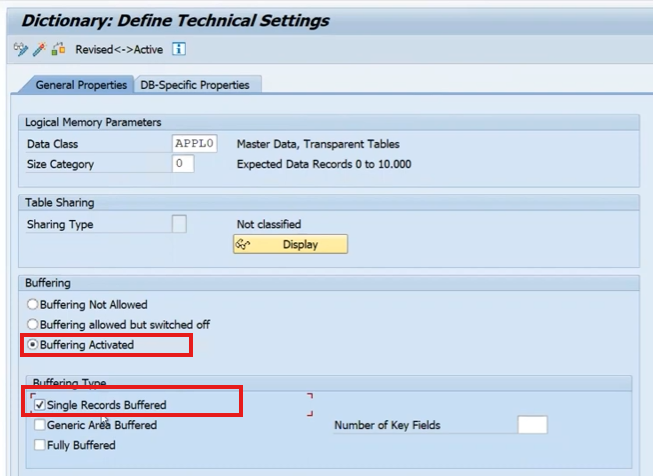 Dictionary: Define Technical Settings
Revised<->Active
General Properties DB-Specific Properties
Logical Memory Parameters
Data Class APPL0 Master Data, Transparent Tables
Size Category 0 Expected Data Records 0 to 10.000
Table Sharing
Sharing Type Not classified
Display
Buffering
Buffering Not Allowed
Buffering allowed but switched off
Buffering Activated
Buffering Type
Single Records Buffered
Generic Area Buffered Number of Key Fields
Fully Buffered